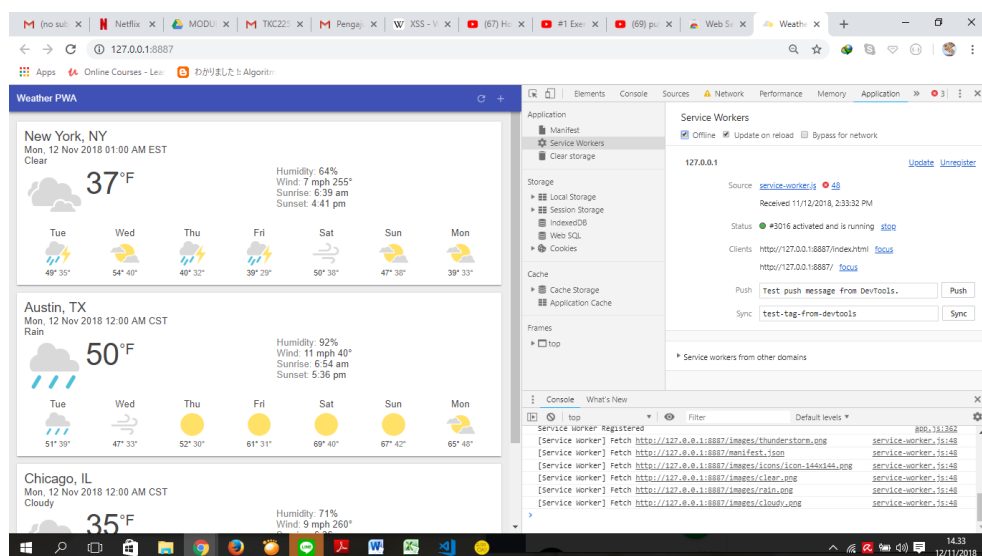 (no sub
Netflix
MODU
TKC22
Pengaj
XSS - V
(67) Ho
#1 Exer
(69) pu
Web Se
Weathe
127.0.0.1:8887
Apps
Online Courses - Lea
わかりました!: Algoritm
Weather PWA
New York, NY
Mon, 12 Nov 2018 01:00 AM EST
Clear
37°F
Humidity: 64%
Wind: 7 mph 255°
Sunrise: 6:39 am
Sunset: 4:41 pm
Tue Wed Thu Fri Sat Sun Mon
49° 35° 54° 40° 40° 32° 39° 29° 50° 38° 47° 38° 39° 33°
Austin, TX
Mon, 12 Nov 2018 12:00 AM CST
Rain
50°F
Humidity: 92%
Wind: 11 mph 40°
Sunrise: 6:54 am
Sunset: 5:36 pm
Tue Wed Thu Fri Sat Sun Mon
51° 39° 47° 33° 52° 30° 61° 31° 69° 40° 67° 42° 65° 48°
Chicago, IL
Mon, 12 Nov 2018 12:00 AM CST
Cloudy
35°F
Humidity: 71%
Wind: 9 mph 260°
Elements Console Sources Network Performance Memory Application » 3
Application
Manifest
Service Workers
Clear storage
Storage
Local Storage
Session Storage
IndexedDB
Web SQL
Cookies
Cache
Cache Storage
Application Cache
Frames
top
Service Workers
Offline Update on reload Bypass for network
127.0.0.1 Update Unregister
Source service-worker.js 48
Received 11/12/2018, 2:33:32 PM
Status #3016 activated and is running stop
Clients http://127.0.0.1:8887/index.html focus
http://127.0.0.1:8887/ focus
Push Test push message from DevTools. Push
Sync test-tag-from-devtools Sync
Service workers from other domains
Console What's New
top Filter Default levels
Service Worker Registered app.js:362
[Service Worker] Fetch http://127.0.0.1:8887/images/thunderstorm.png service-worker.js:48
[Service Worker] Fetch http://127.0.0.1:8887/manifest.json service-worker.js:48
[Service Worker] Fetch http://127.0.0.1:8887/images/icons/icon-144x144.png service-worker.js:48
[Service Worker] Fetch http://127.0.0.1:8887/images/clear.png service-worker.js:48
[Service Worker] Fetch http://127.0.0.1:8887/images/rain.png service-worker.js:48
[Service Worker] Fetch http://127.0.0.1:8887/images/cloudy.png service-worker.js:48
14.33
12/11/2018